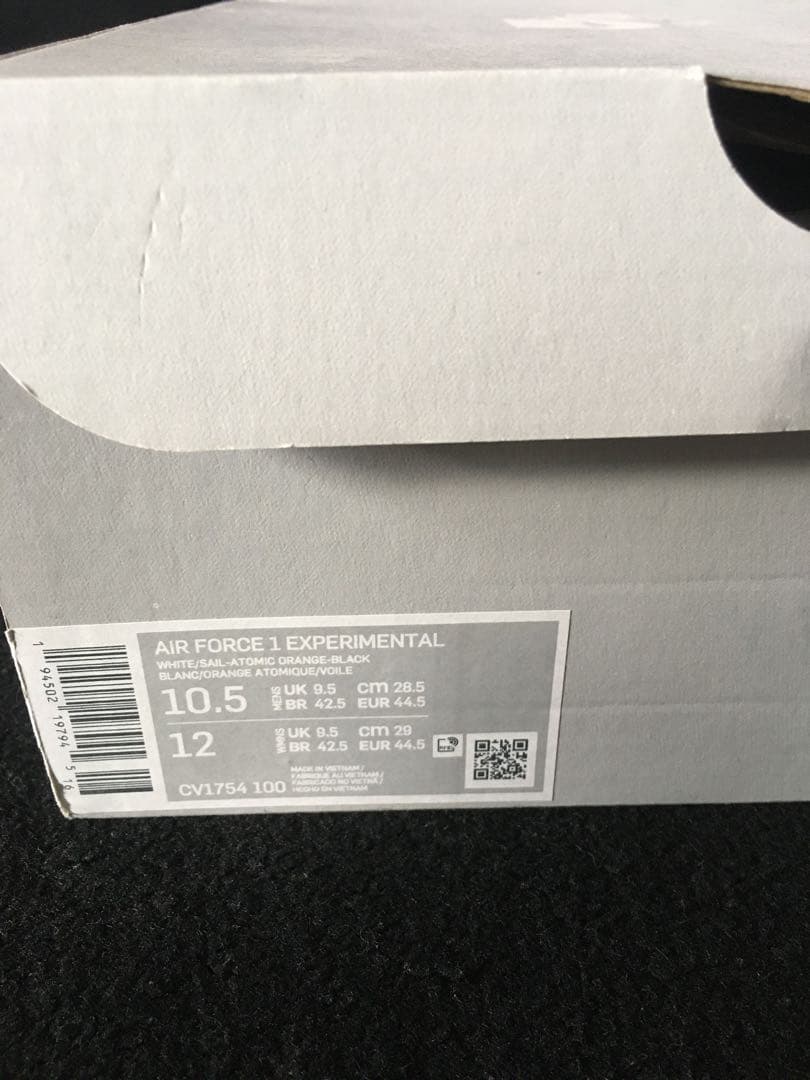 AIR FORCE 1 EXPERIMENTAL
WHITE/SAIL-ATOMIC ORANGE-BLACK
BLANC/ORANGE ATOMIQUE/VOILE
10.5 MENS UK 9.5 cm 28.5
BR 42.5 EUR 44.5
12 WMNS UK 9.5 cm 29
BR 42.5 EUR 44.5
CV1754 100
MADE IN VIETNAM /
FABRIQUE AU VIETNAM /
FABRICADO NO VIETNÃ /
HECHO EN VIETNAM
1 94502 19794 5 16